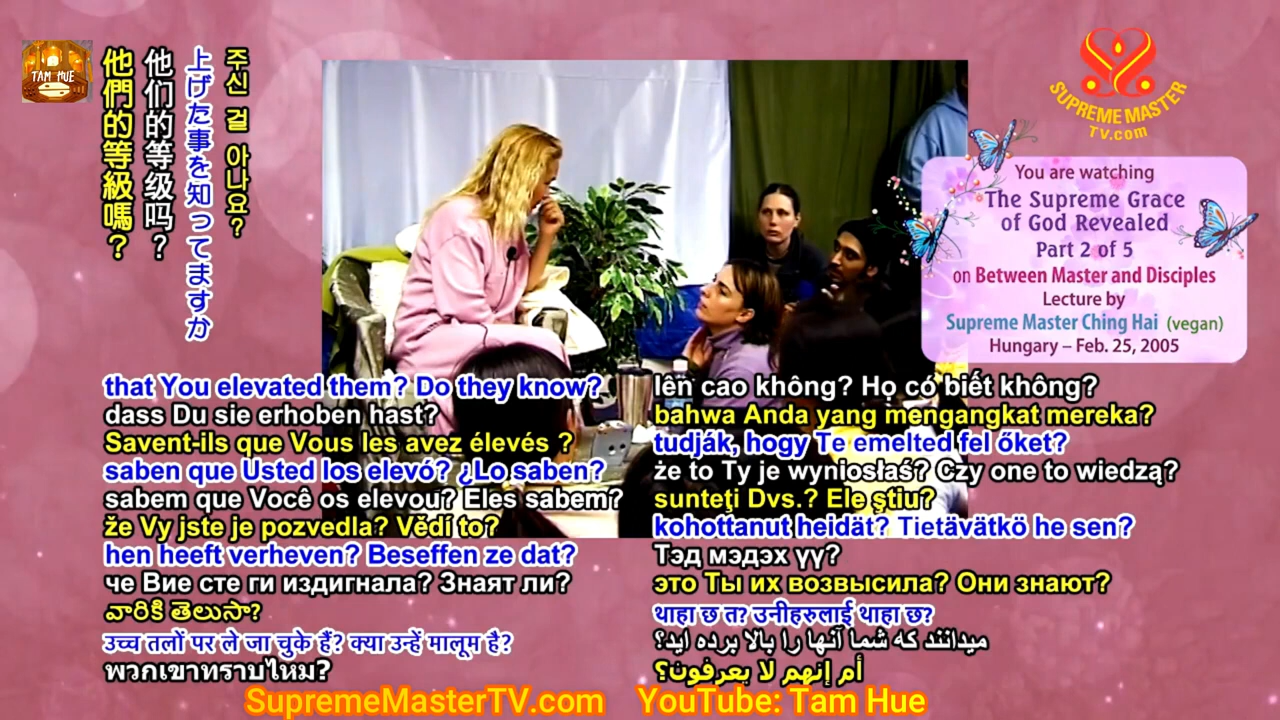 TAM HUE
他們的等級嗎？
他们的等级吗？
上げた事を知ってますか
주신 걸 아나요?
SUPREME MASTER
TV.com
You are watching
The Supreme Grace
of God Revealed
Part 2 of 5
on Between Master and Disciples
Lecture by
Supreme Master Ching Hai (vegan)
Hungary – Feb. 25, 2005
that You elevated them? Do they know?
dass Du sie erhoben hast?
Savent-ils que Vous les avez élevés ?
saben que Usted los elevó? ¿Lo saben?
sabem que Você os elevou? Eles sabem?
že Vy jste je pozvedla? Vědí to?
hen heeft verheven? Beseffen ze dat?
че Вие сте ги издигнала? Знаят ли?
వారికి తెలుసా?
उच्च तलों पर ले जा चुके हैं? क्या उन्हें मालूम है?
พวกเขาทราบไหม?
lên cao không? Họ có biết không?
bahwa Anda yang mengangkat mereka?
tudják, hogy Te emelted fel őket?
że to Ty je wyniosłaś? Czy one to wiedzą?
sunteţi Dvs.? Ele ştiu?
kohottanut heidät? Tietävätkö he sen?
Тэд мэдэх үү?
это Ты их возвысила? Они знают?
थाहा छ त? उनीहरुलाई थाहा छ?
میدانند که شما آنها را بالا برده اید؟
أم إنهم لا يعرفون؟
SupremeMasterTV.com YouTube: Tam Hue